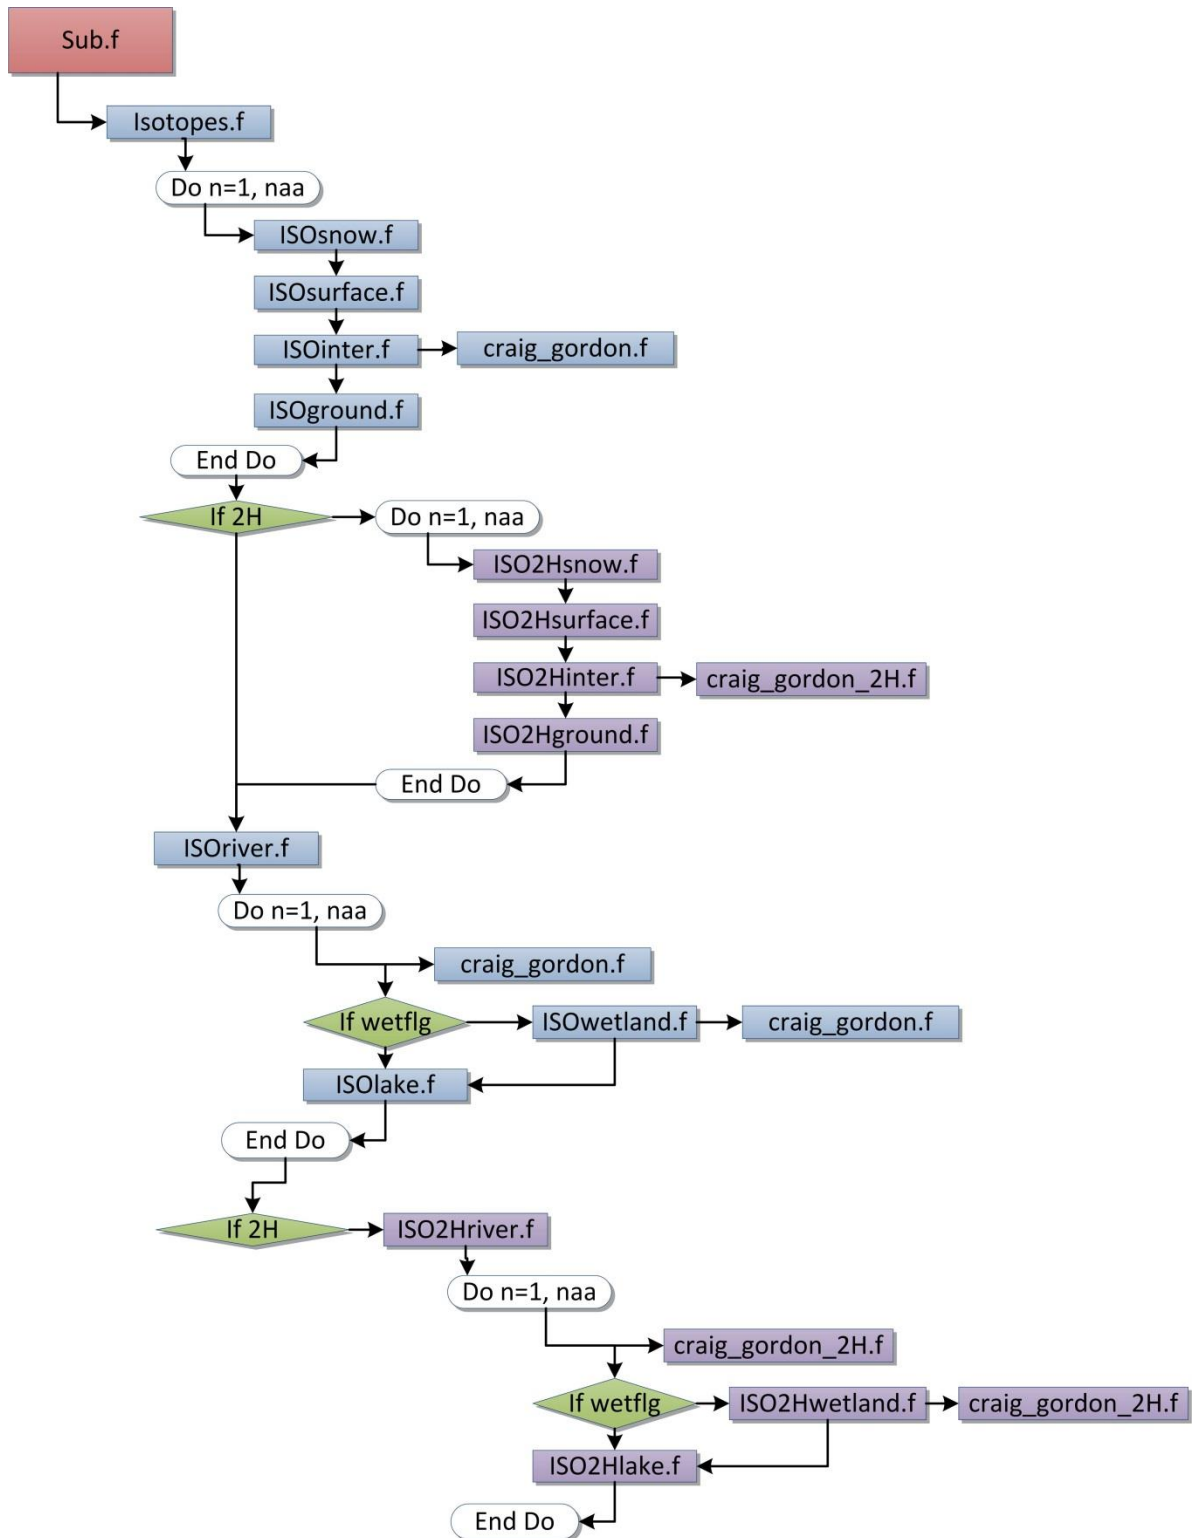 Sub.f
Isotopes.f
Do n=1, naa
ISOsnow.f
ISOsurface.f
ISOinter.f
craig_gordon.f
ISOground.f
End Do
If 2H
Do n=1, naa
ISO2Hsnow.f
ISO2Hsurface.f
ISO2Hinter.f
craig_gordon_2H.f
ISO2Hground.f
End Do
ISOriver.f
Do n=1, naa
craig_gordon.f
If wetflg
ISOwetland.f
craig_gordon.f
ISOlake.f
End Do
If 2H
ISO2Hriver.f
Do n=1, naa
craig_gordon_2H.f
If wetflg
ISO2Hwetland.f
craig_gordon_2H.f
ISO2Hlake.f
End Do